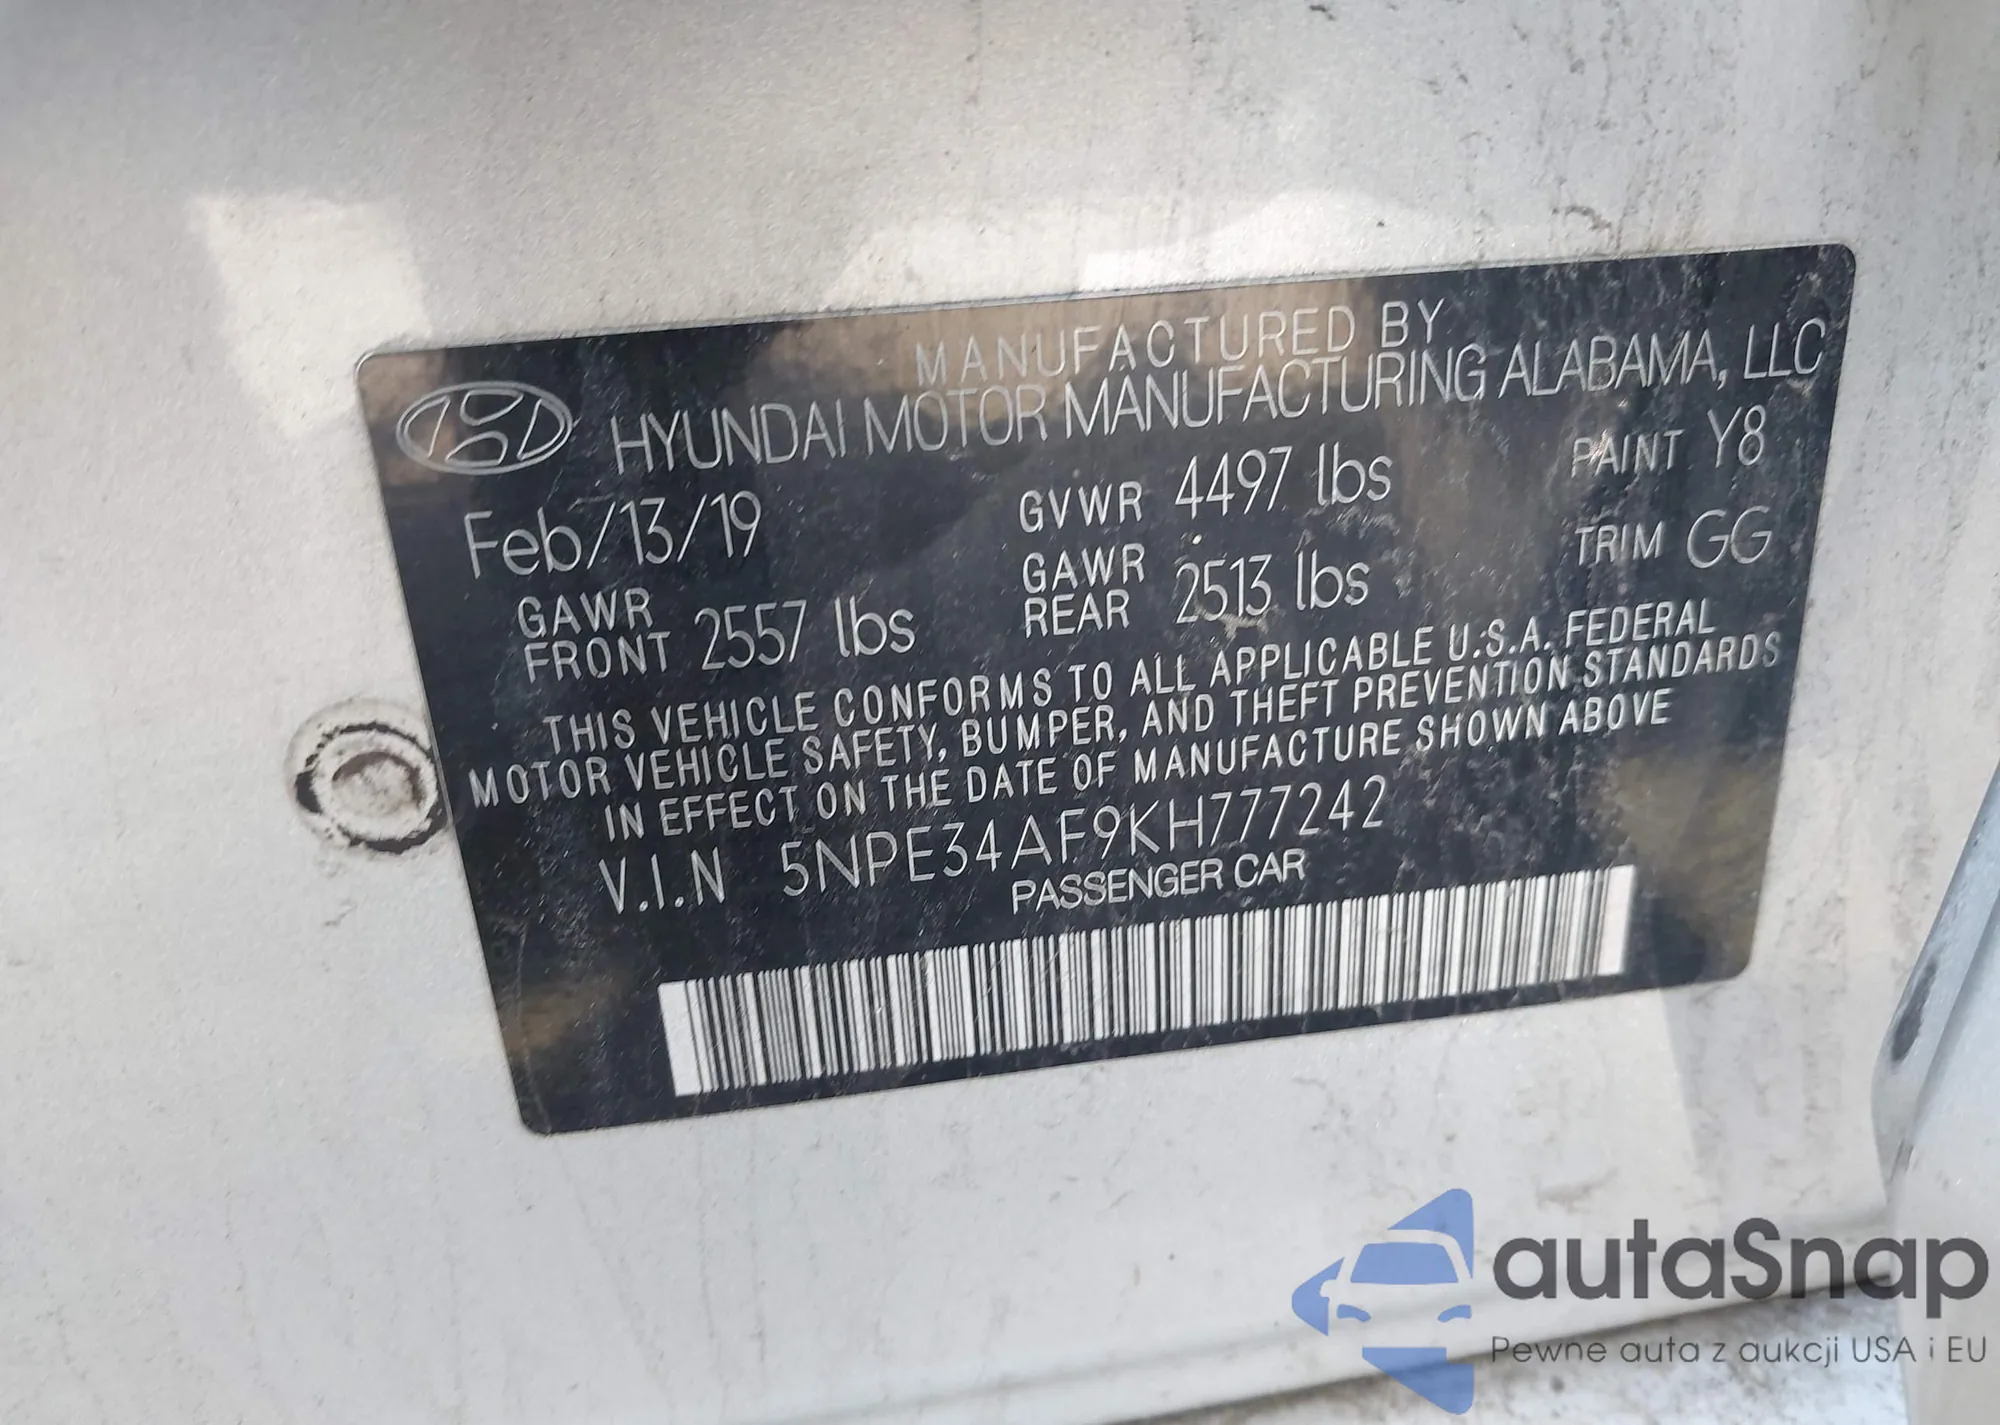 MANUFACTURED BY
HYUNDAI MOTOR MANUFACTURING ALABAMA, LLC
Feb/13/19 GVWR 4497 lbs PAINT Y8
GAWR FRONT 2557 lbs GAWR REAR 2513 lbs TRIM GG
THIS VEHICLE CONFORMS TO ALL APPLICABLE U.S.A. FEDERAL
MOTOR VEHICLE SAFETY, BUMPER, AND THEFT PREVENTION STANDARDS
IN EFFECT ON THE DATE OF MANUFACTURE SHOWN ABOVE
V.I.N 5NPE34AF9KH777242
PASSENGER CAR
autaSnap
Pewne auta z aukcji USA i EU